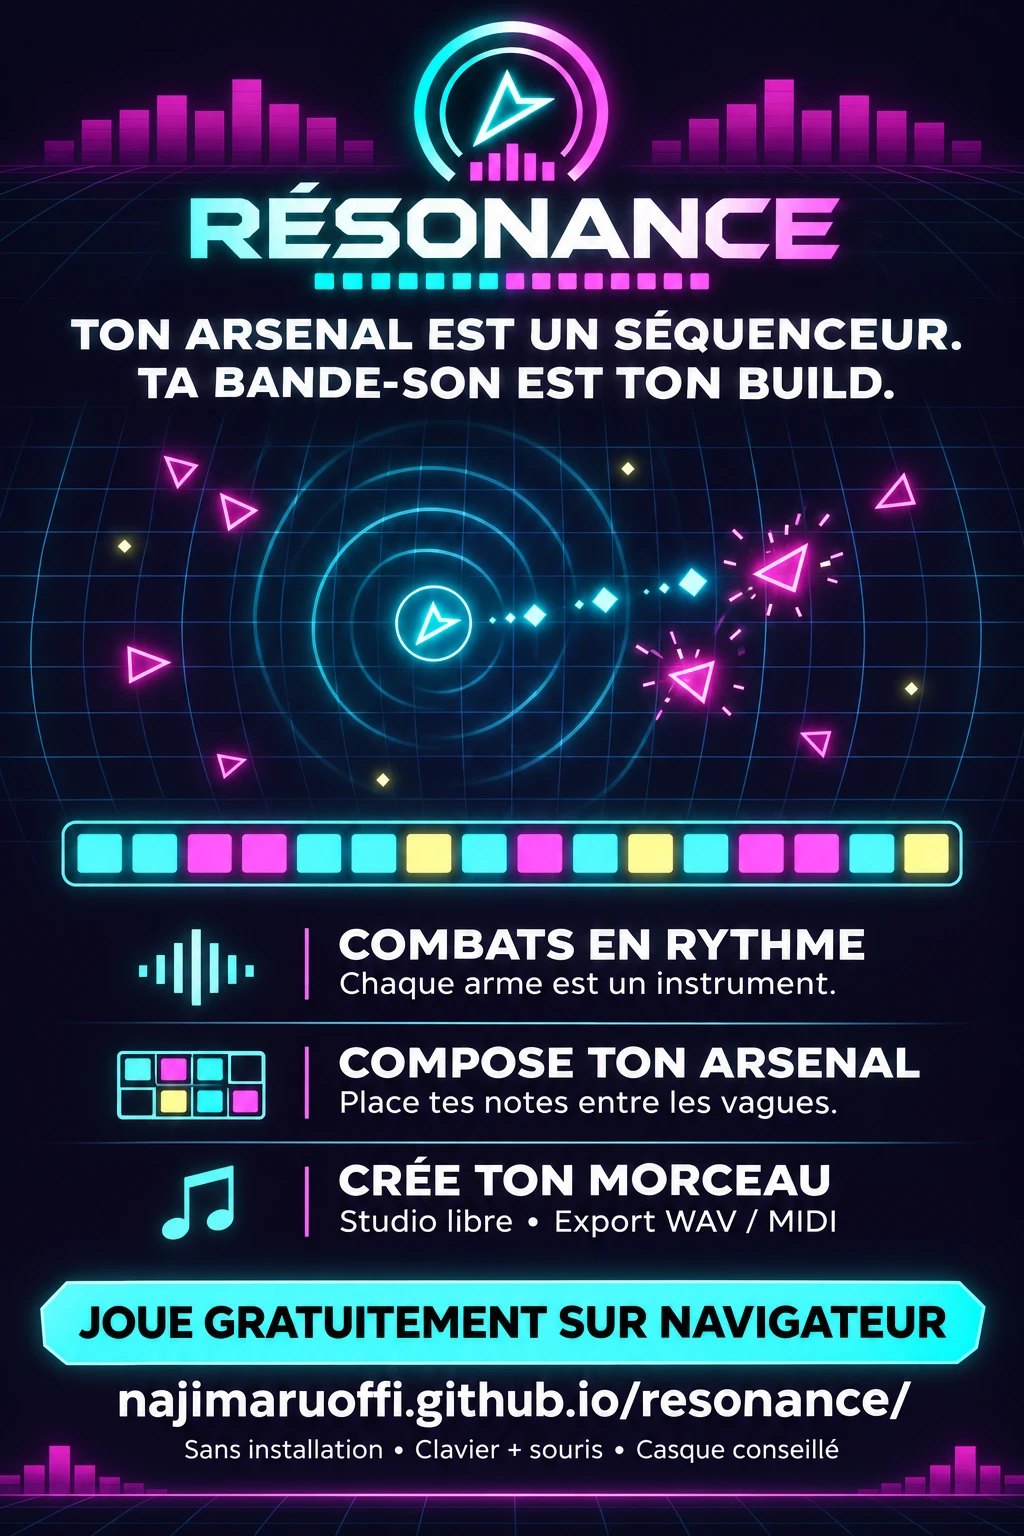 RÉSONANCE
TON ARSENAL EST UN SÉQUENCEUR.
TA BANDE-SON EST TON BUILD.
COMBATS EN RYTHME
Chaque arme est un instrument.
COMPOSE TON ARSENAL
Place tes notes entre les vagues.
CRÉE TON MORCEAU
Studio libre • Export WAV / MIDI
JOUE GRATUITEMENT SUR NAVIGATEUR
najimaruoffi.github.io/resonance/
Sans installation • Clavier + souris • Casque conseillé